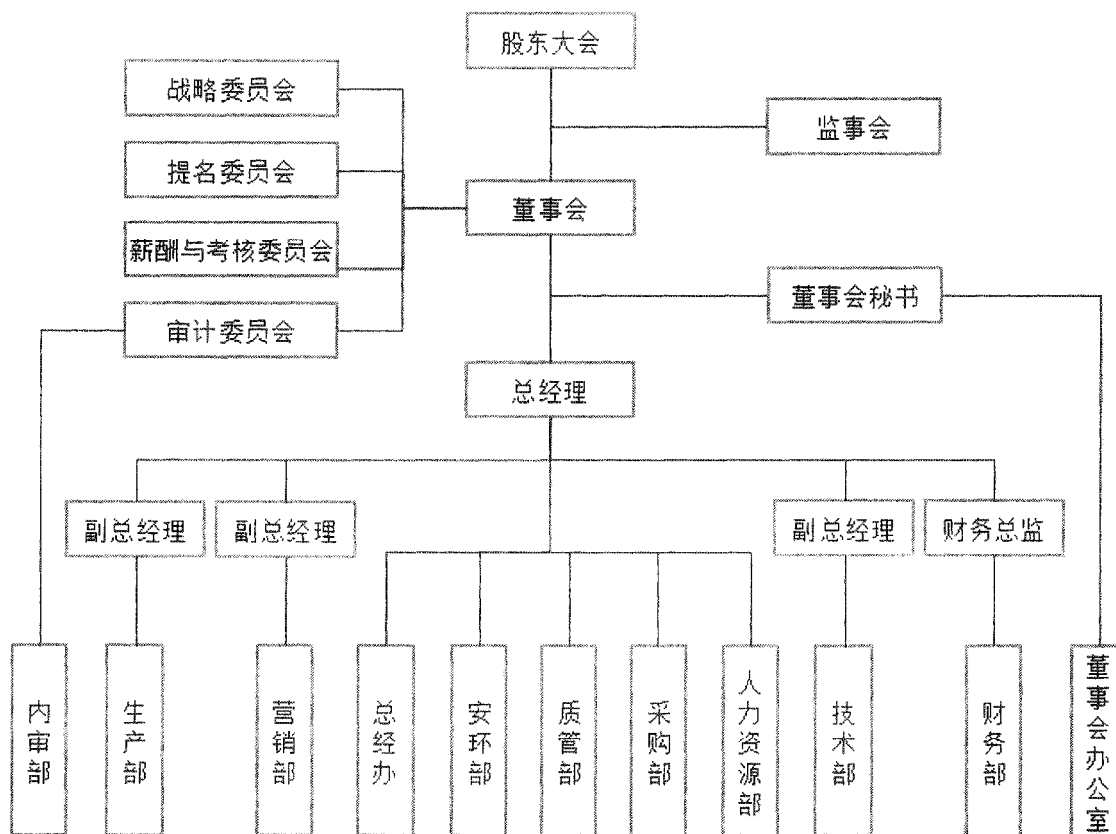 股东大会
战略委员会
监事会
提名委员会
董事会
薪酬与考核委员会
董事会秘书
审计委员会
总经理
副总经理
副总经理
副总经理
财务总监
内审部
生产部
营销部
总经办
安环部
质管部
采购部
人力资源部
技术部
财务部
董事会办公室